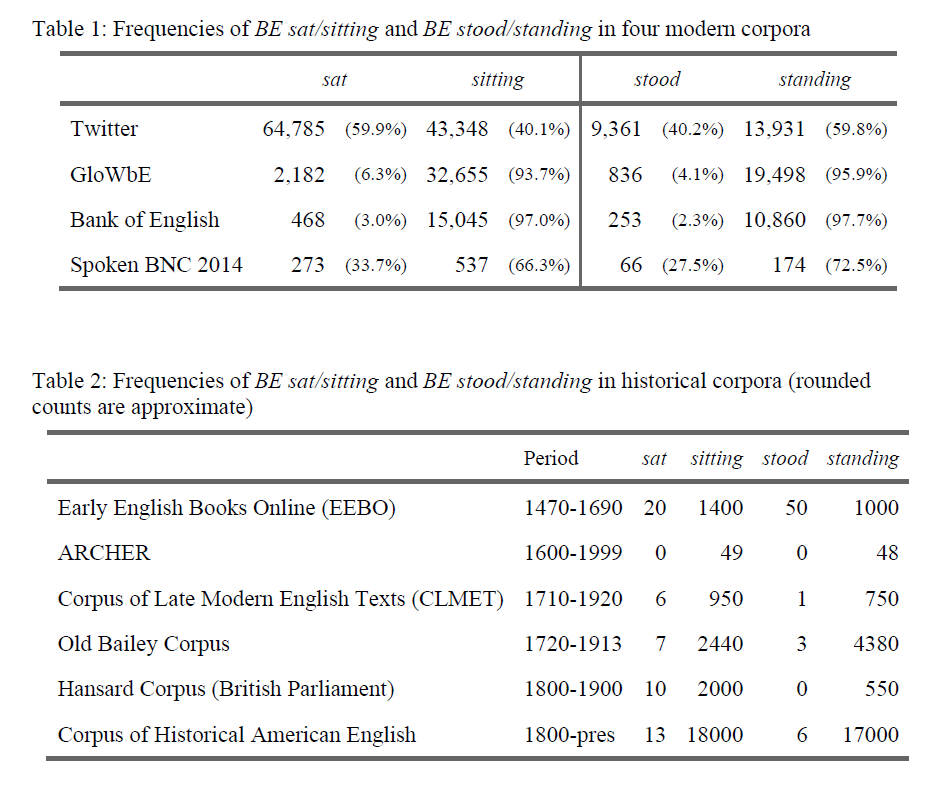 Table 1: Frequencies of BE sat/sitting and BE stood/standing in four modern corpora
sat sitting stood standing
Twitter 64,785 (59.9%) 43,348 (40.1%) 9,361 (40.2%) 13,931 (59.8%)
GloWbE 2,182 (6.3%) 32,655 (93.7%) 836 (4.1%) 19,498 (95.9%)
Bank of English 468 (3.0%) 15,045 (97.0%) 253 (2.3%) 10,860 (97.7%)
Spoken BNC 2014 273 (33.7%) 537 (66.3%) 66 (27.5%) 174 (72.5%)
Table 2: Frequencies of BE sat/sitting and BE stood/standing in historical corpora (rounded
counts are approximate)
Period sat sitting stood standing
Early English Books Online (EEBO) 1470-1690 20 1400 50 1000
ARCHER 1600-1999 0 49 0 48
Corpus of Late Modern English Texts (CLMET) 1710-1920 6 950 1 750
Old Bailey Corpus 1720-1913 7 2440 3 4380
Hansard Corpus (British Parliament) 1800-1900 10 2000 0 550
Corpus of Historical American English 1800-pres 13 18000 6 17000